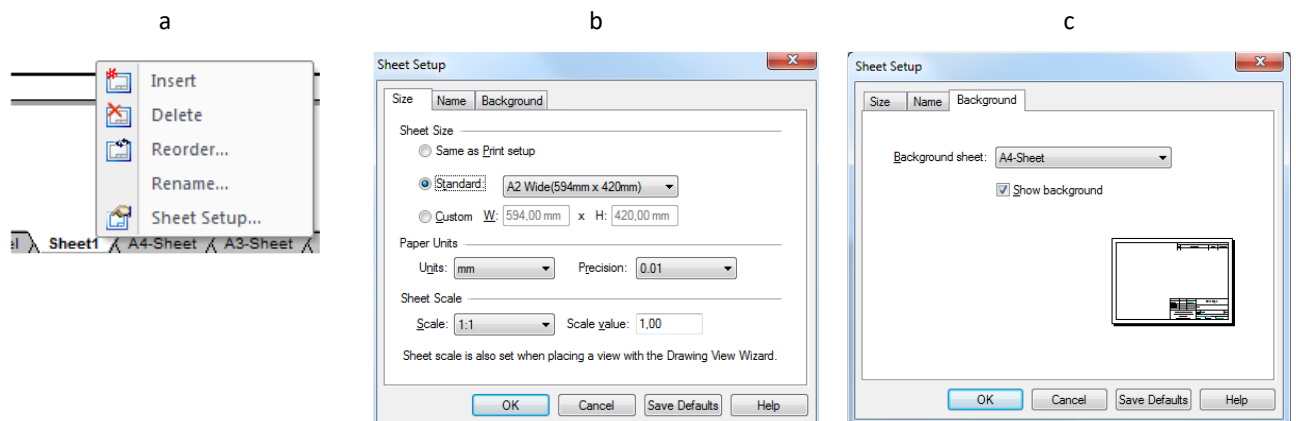 a
Insert
Delete
Reorder...
Rename...
Sheet Setup...
Sheet1 A4-Sheet A3-Sheet
b
Sheet Setup
Size Name Background
Sheet Size
Same as Print setup
Standard: A2 Wide(594mm x 420mm)
Custom W: 594,00 mm x H: 420,00 mm
Paper Units
Units: mm Precision: 0.01
Sheet Scale
Scale: 1:1 Scale value: 1,00
Sheet scale is also set when placing a view with the Drawing View Wizard.
OK Cancel Save Defaults Help
c
Sheet Setup
Size Name Background
Background sheet: A4-Sheet
Show background
OK Cancel Save Defaults Help